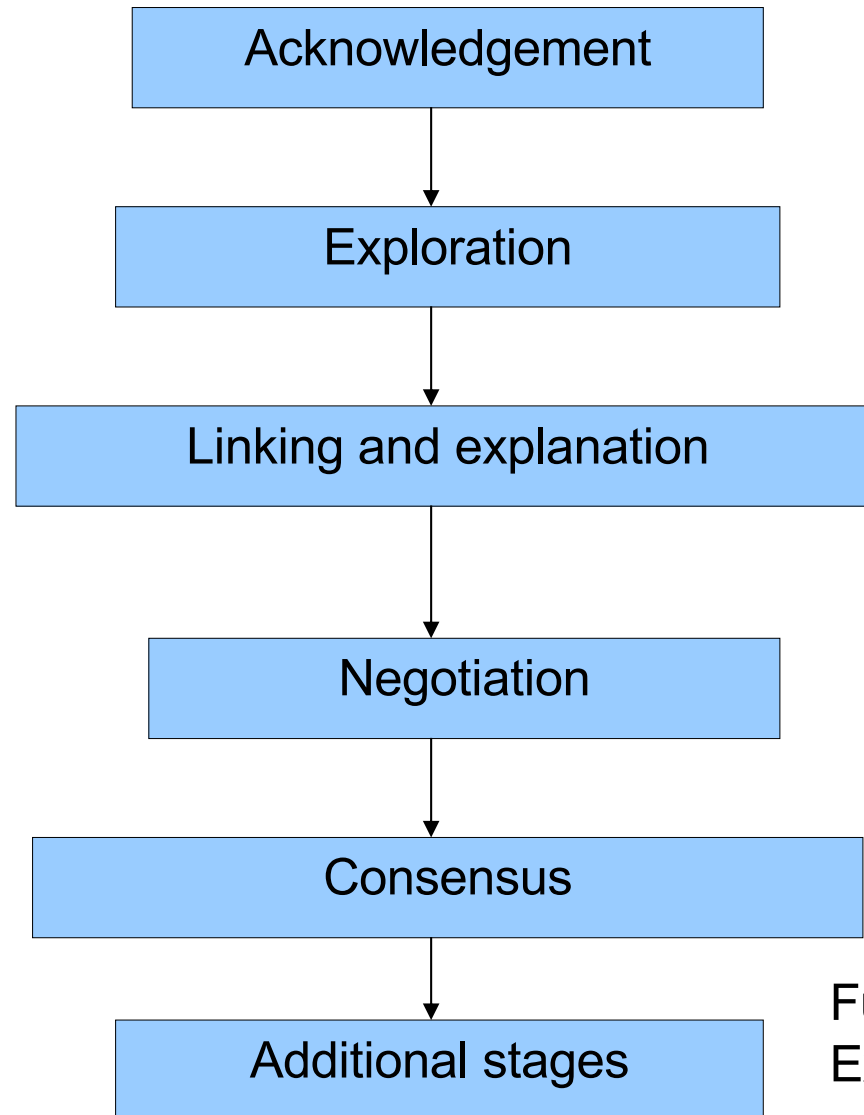 Acknowledgement
Exploration
Linking and explanation
Negotiation
Consensus
Additional stages